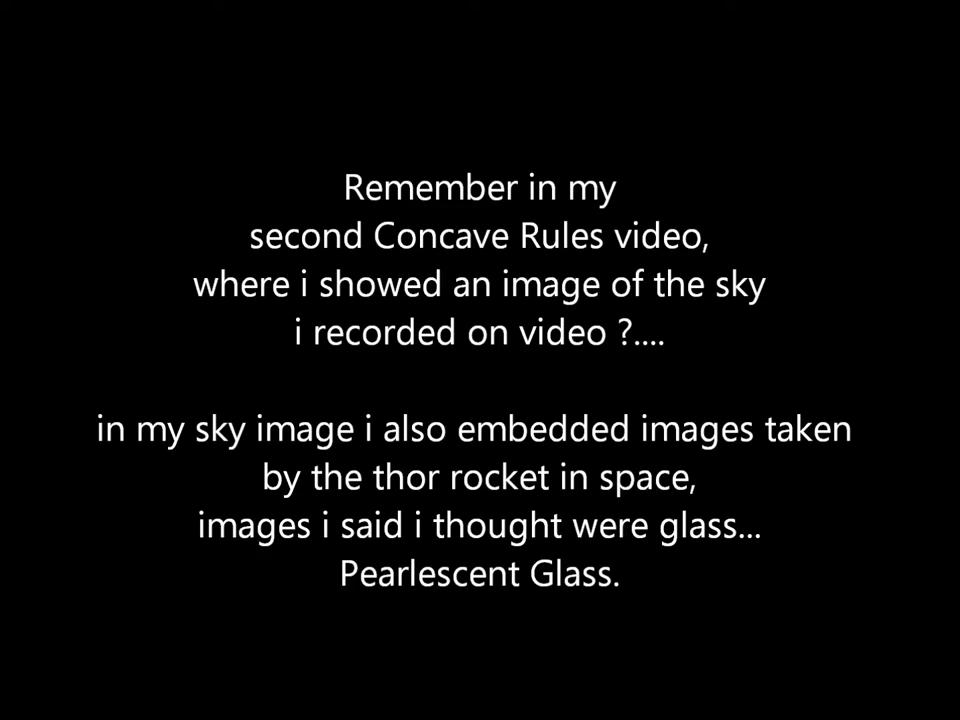 Remember in my
second Concave Rules video,
where i showed an image of the sky
i recorded on video ?....
in my sky image i also embedded images taken
by the thor rocket in space,
images i said i thought were glass...
Pearlescent Glass.